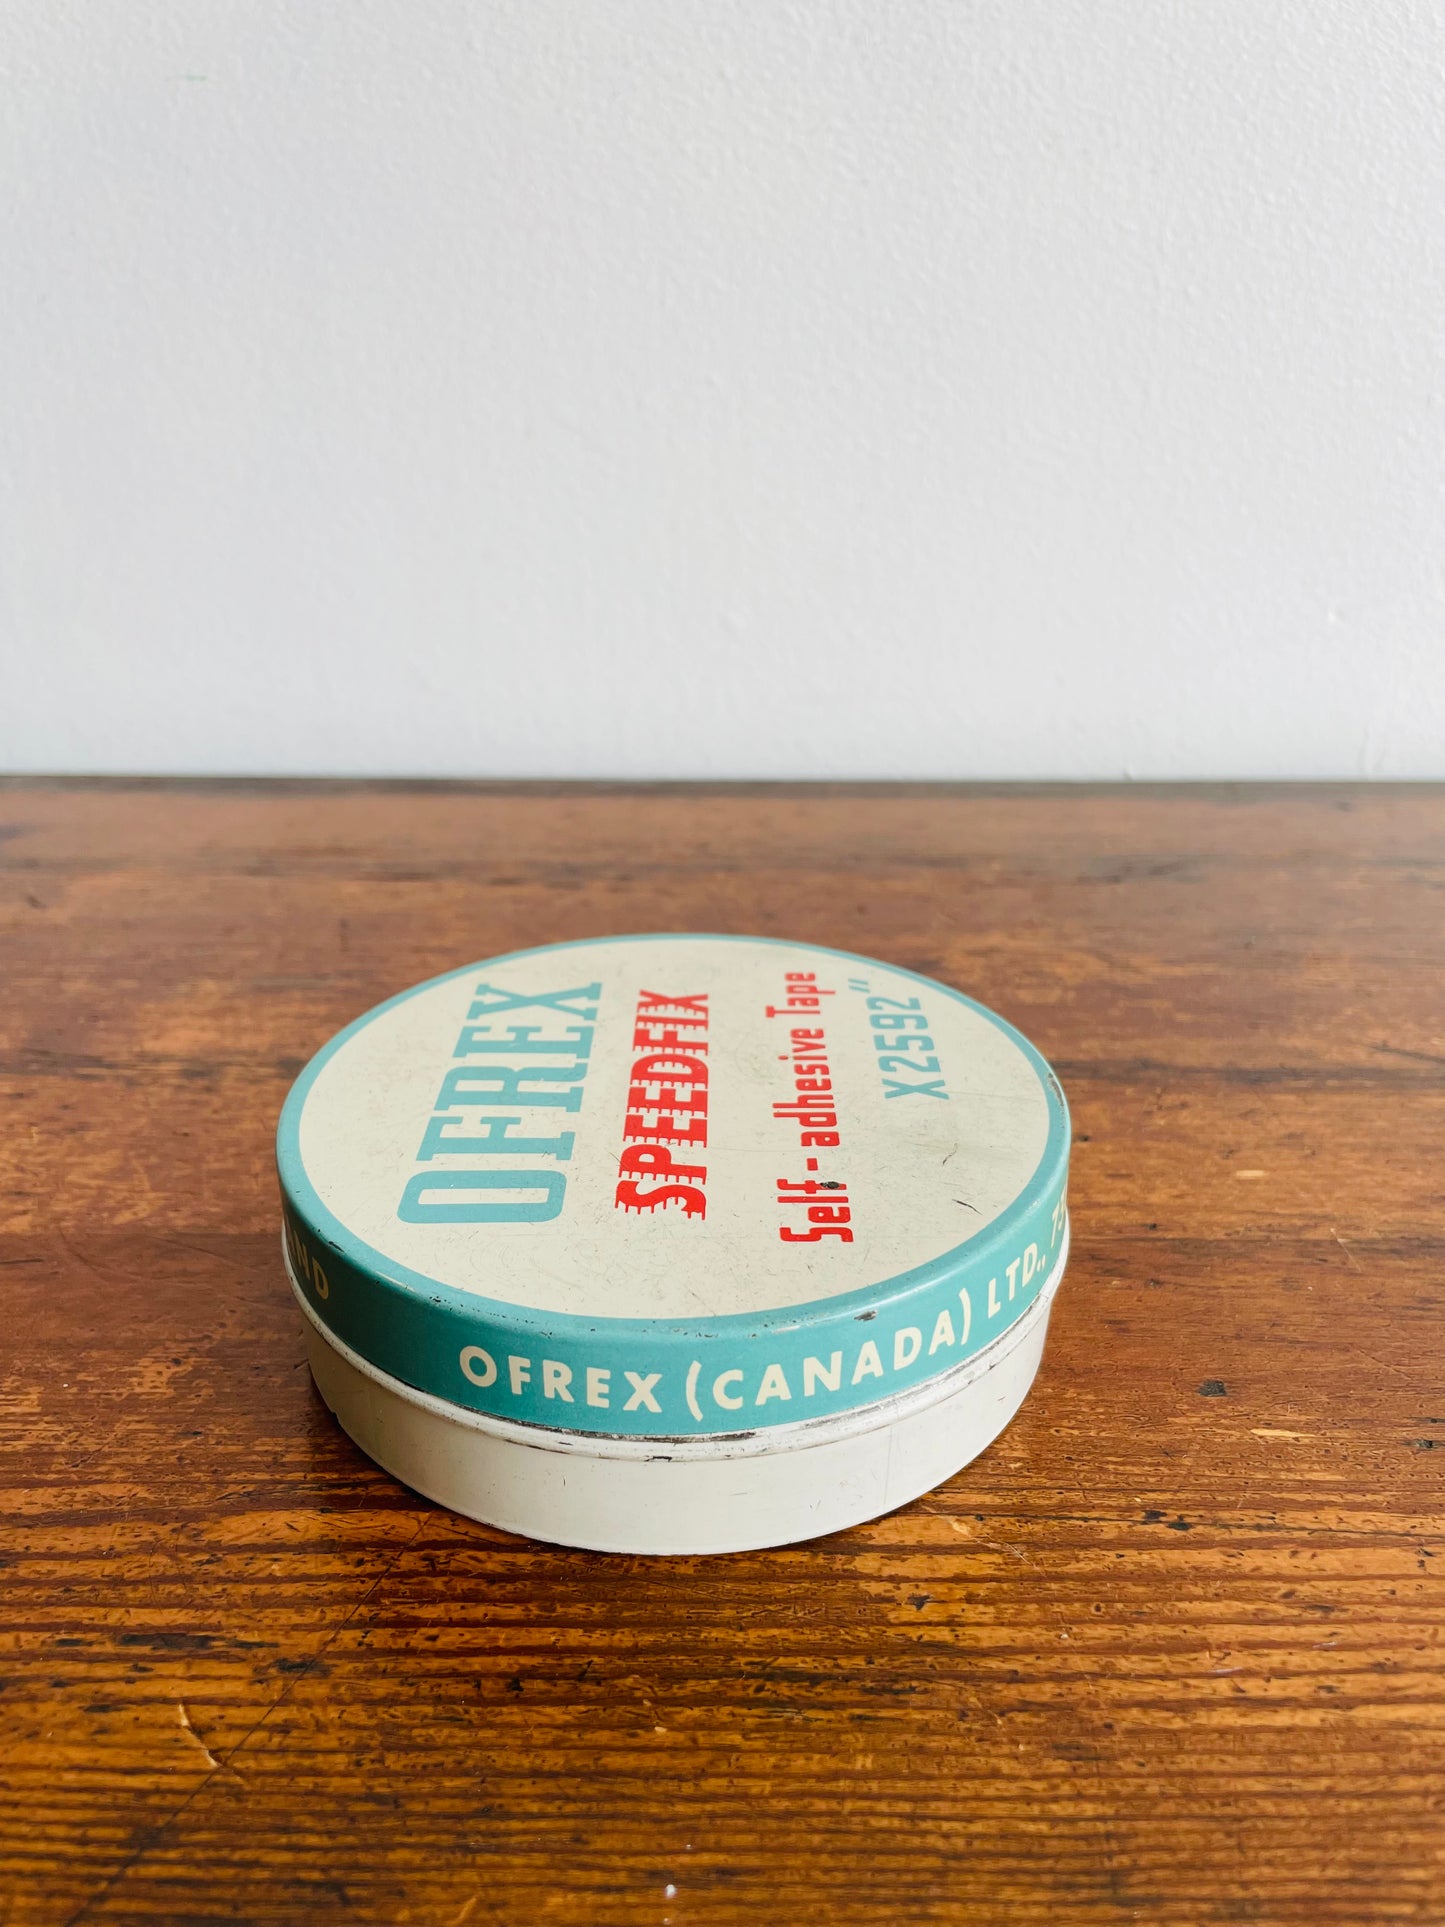 OFREX
SPEEDFIX
Self-adhesive Tape
X2592"
OFREX (CANADA) LTD.,